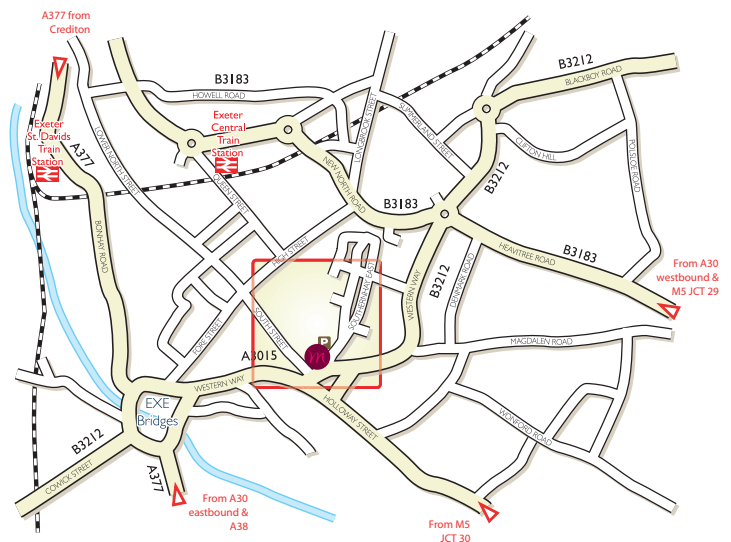 A377 from
Crediton
B3212
BLACKBOY ROAD
B3183
HOWELL ROAD
Exeter
St. Davids
Train
Station
A377
Exeter
Central
Train
Station
LONGBROOK STREET
SUMMERLAND STREET
CLIFTON HILL
POLSLOE ROAD
LOWER NORTH STREET
QUEEN STREET
NEW NORTH ROAD
B3183
B3212
HEAVITREE ROAD
B3183
From A30
westbound &
M5 JCT 29
BONHAY ROAD
HIGH STREET
SOUTHERNHAY EAST
WESTERN WAY
B3212
DENMARK ROAD
SOUTH STREET
FORE STREET
P
m
A3015
MAGDALEN ROAD
WESTERN WAY
EXE
Bridges
HOLLOWAY STREET
WONFORD ROAD
B3212
COWICK STREET
A377
From A30
eastbound &
A38
From M5
JCT 30